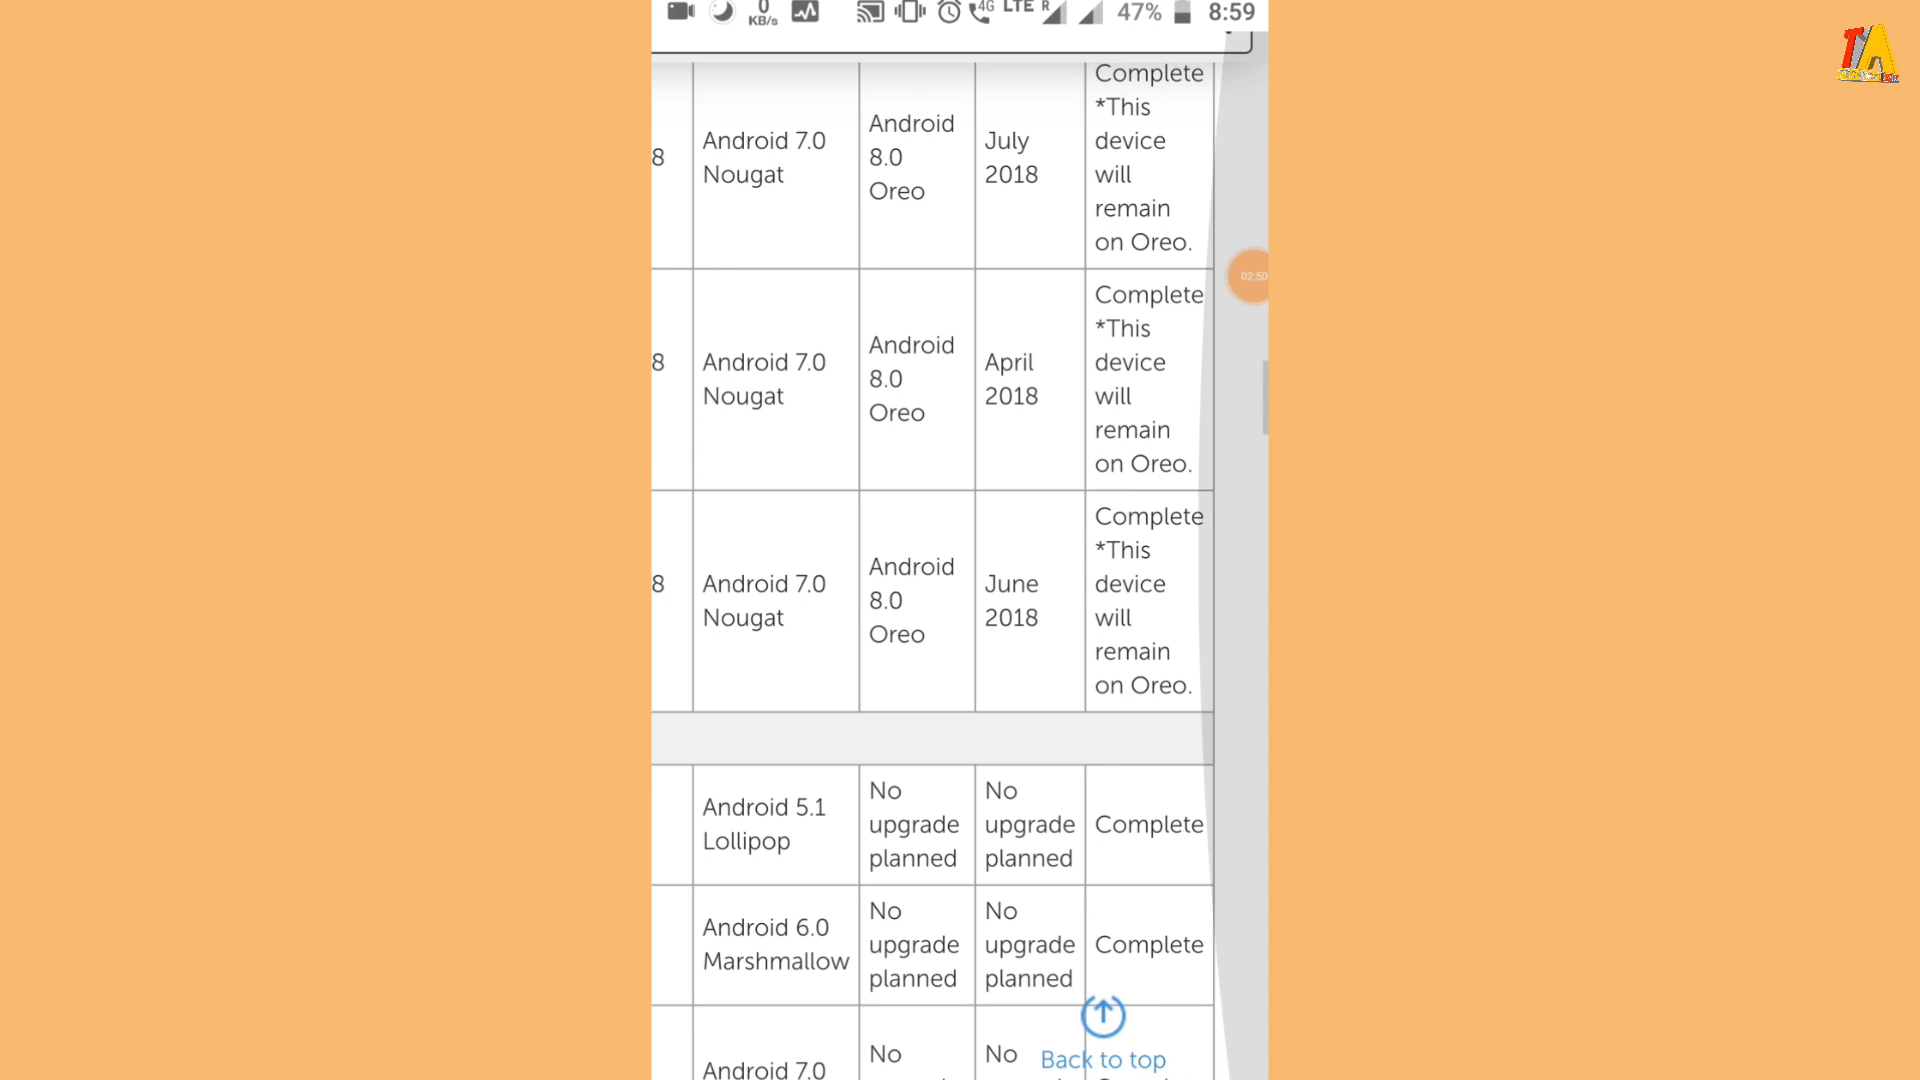 0
KB/s
4G
LTE
R
47%
8:59
TA
Complete
*This
device
will
remain
on Oreo.
8
Android 7.0
Nougat
Android
8.0
Oreo
July
2018
02:50
8
Android 7.0
Nougat
Android
8.0
Oreo
April
2018
Complete
*This
device
will
remain
on Oreo.
8
Android 7.0
Nougat
Android
8.0
Oreo
June
2018
Complete
*This
device
will
remain
on Oreo.
Android 5.1
Lollipop
No
upgrade
planned
No
upgrade
planned
Complete
Android 6.0
Marshmallow
No
upgrade
planned
No
upgrade
planned
Complete
Android 7.0
No
No
Back to top